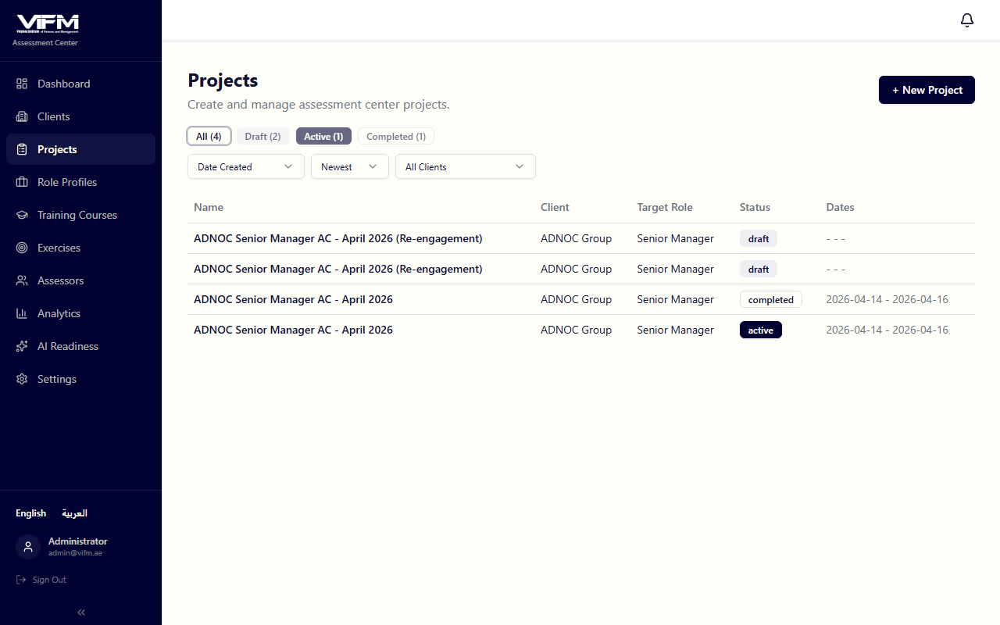 VIFM
Virginia Institute of Finance and Management
Assessment Center
Dashboard
Clients
Projects
Role Profiles
Training Courses
Exercises
Assessors
Analytics
AI Readiness
Settings
English العربية
Administrator
admin@vifm.ae
Sign Out
Projects
Create and manage assessment center projects.
+ New Project
All (4) Draft (2) Active (1) Completed (1)
Date Created Newest All Clients
Name Client Target Role Status Dates
ADNOC Senior Manager AC - April 2026 (Re-engagement) ADNOC Group Senior Manager draft - - -
ADNOC Senior Manager AC - April 2026 (Re-engagement) ADNOC Group Senior Manager draft - - -
ADNOC Senior Manager AC - April 2026 ADNOC Group Senior Manager completed 2026-04-14 - 2026-04-16
ADNOC Senior Manager AC - April 2026 ADNOC Group Senior Manager active 2026-04-14 - 2026-04-16